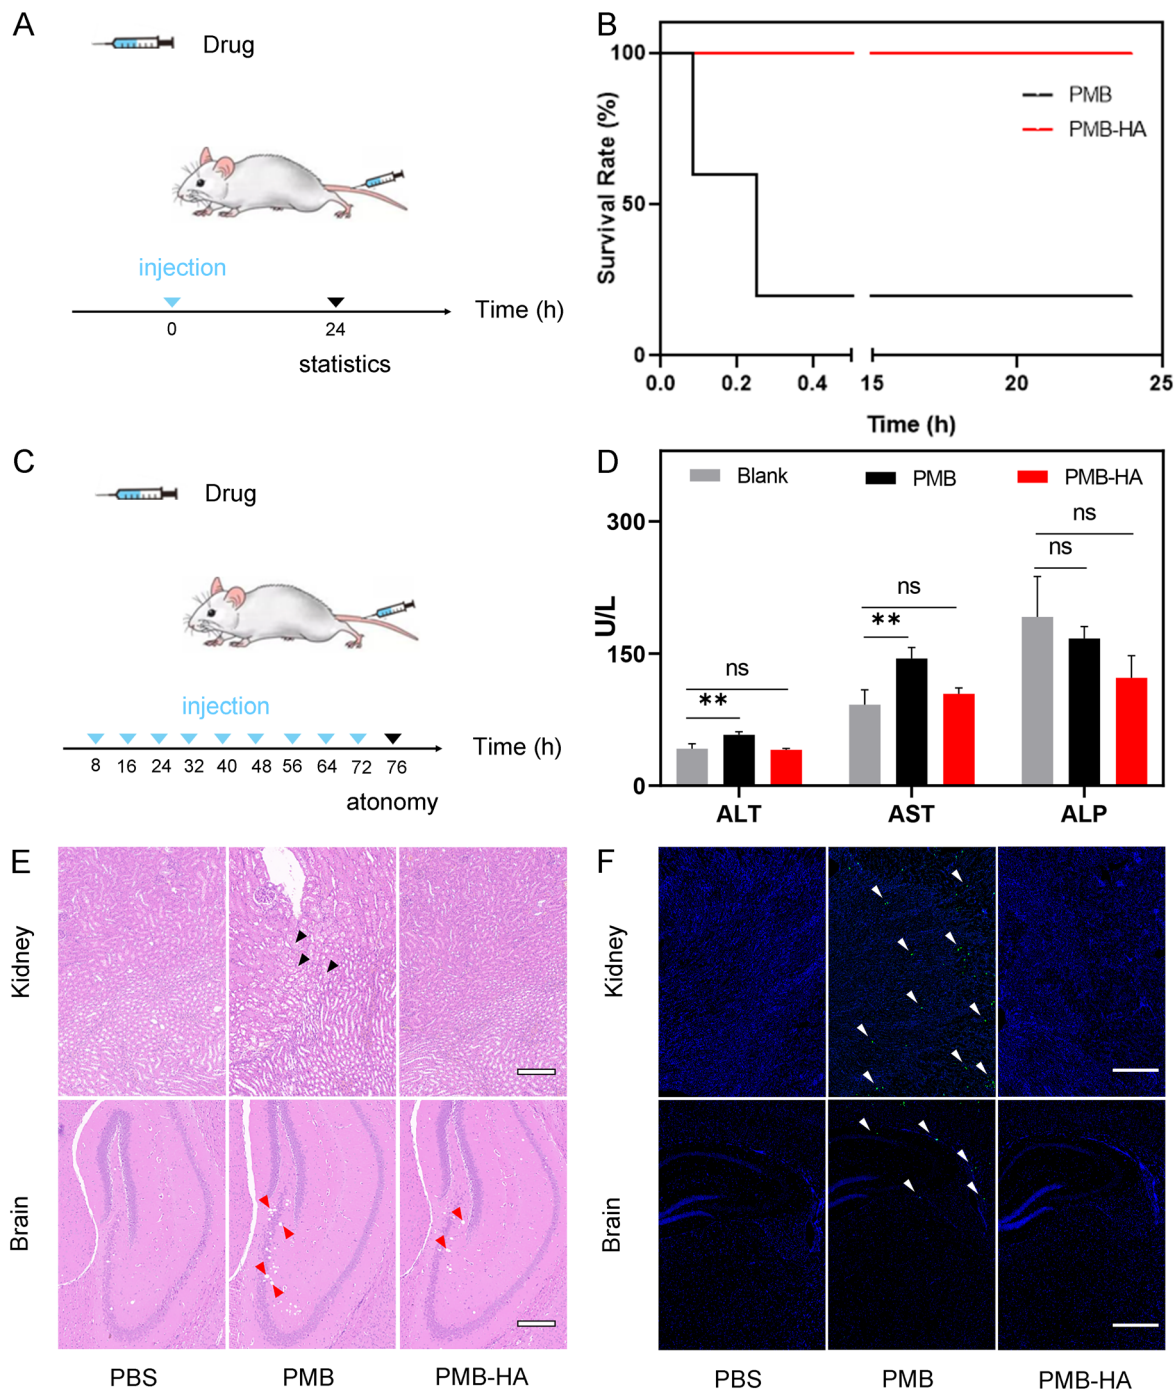 A
Drug
injection
Time (h)
0
24
statistics
B
Survival Rate (%)
100
50
0
PMB
PMB-HA
0.0 0.2 0.4 15 20 25
Time (h)
C
Drug
injection
Time (h)
8 16 24 32 40 48 56 64 72 76
atonomy
D
Blank PMB PMB-HA
U/L
300
150
0
ns
**
ns
**
ns
ns
ALT AST ALP
E
Kidney
Brain
PBS PMB PMB-HA
F
Kidney
Brain
PBS PMB PMB-HA